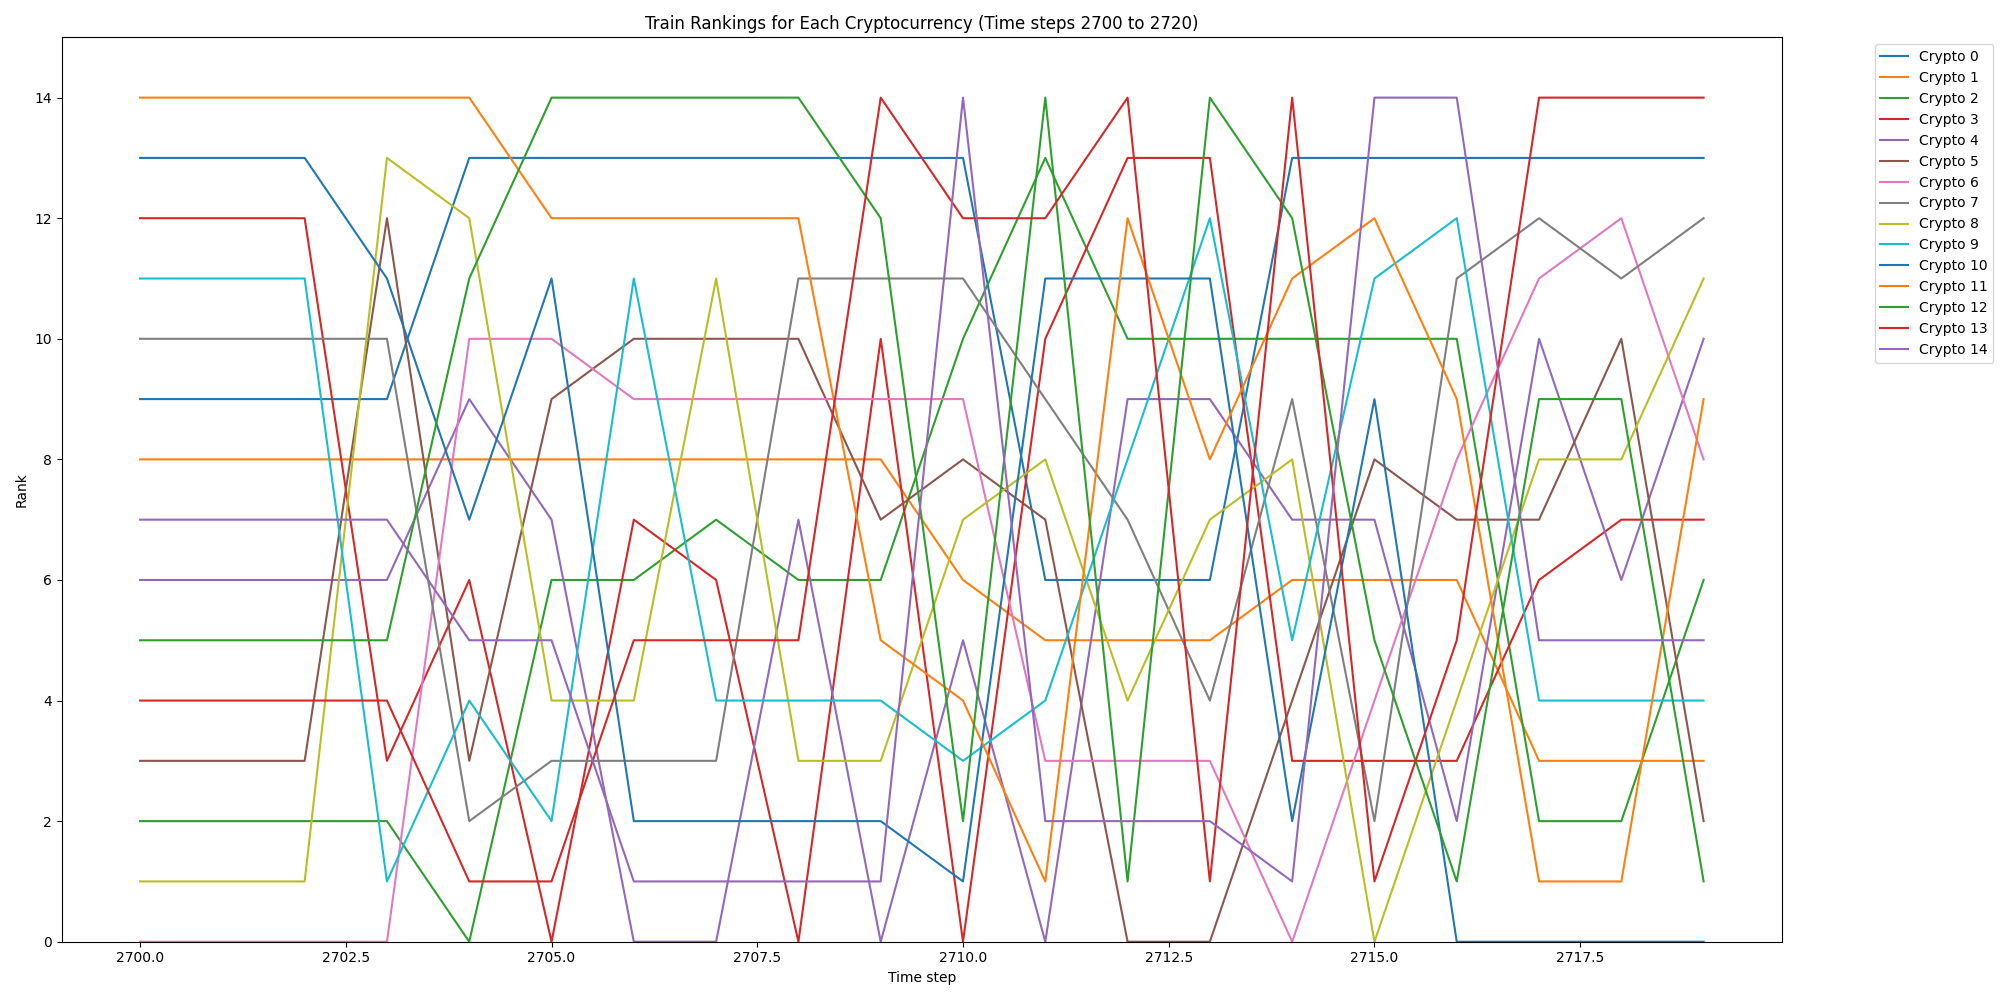 Train Rankings for Each Cryptocurrency (Time steps 2700 to 2720)
Crypto 0
Crypto 1
Crypto 2
Crypto 3
Crypto 4
Crypto 5
Crypto 6
Crypto 7
Crypto 8
Crypto 9
Crypto 10
Crypto 11
Crypto 12
Crypto 13
Crypto 14
14
12
10
8
6
4
2
0
Rank
2700.0 2702.5 2705.0 2707.5 2710.0 2712.5 2715.0 2717.5
Time step